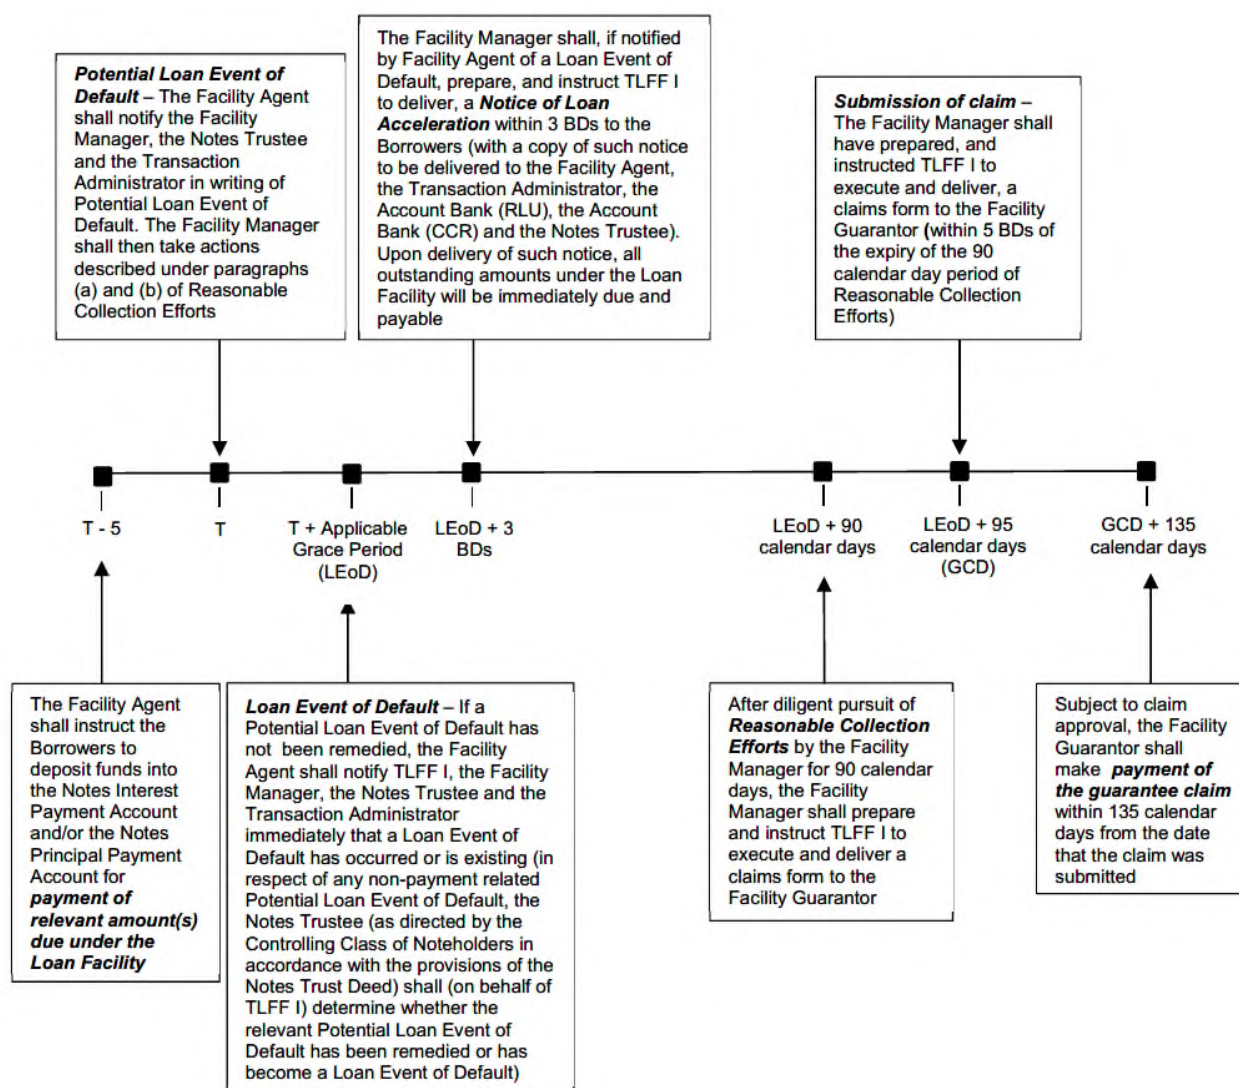 Potential Loan Event of
Default – The Facility Agent
shall notify the Facility
Manager, the Notes Trustee
and the Transaction
Administrator in writing of
Potential Loan Event of
Default. The Facility Manager
shall then take actions
described under paragraphs
(a) and (b) of Reasonable
Collection Efforts
The Facility Manager shall, if notified
by Facility Agent of a Loan Event of
Default, prepare, and instruct TLFF I
to deliver, a Notice of Loan
Acceleration within 3 BDs to the
Borrowers (with a copy of such notice
to be delivered to the Facility Agent,
the Transaction Administrator, the
Account Bank (RLU), the Account
Bank (CCR) and the Notes Trustee).
Upon delivery of such notice, all
outstanding amounts under the Loan
Facility will be immediately due and
payable
Submission of claim –
The Facility Manager shall
have prepared, and
instructed TLFF I to
execute and deliver, a
claims form to the Facility
Guarantor (within 5 BDs of
the expiry of the 90
calendar day period of
Reasonable Collection
Efforts)
T - 5
T
T + Applicable
Grace Period
(LEoD)
LEoD + 3
BDs
LEoD + 90
calendar days
LEoD + 95
calendar days
(GCD)
GCD + 135
calendar days
The Facility Agent
shall instruct the
Borrowers to
deposit funds into
the Notes Interest
Payment Account
and/or the Notes
Principal Payment
Account for
payment of
relevant amount(s)
due under the
Loan Facility
Loan Event of Default – If a
Potential Loan Event of Default has
not been remedied, the Facility
Agent shall notify TLFF I, the Facility
Manager, the Notes Trustee and the
Transaction Administrator
immediately that a Loan Event of
Default has occurred or is existing (in
respect of any non-payment related
Potential Loan Event of Default, the
Notes Trustee (as directed by the
Controlling Class of Noteholders in
accordance with the provisions of the
Notes Trust Deed) shall (on behalf of
TLFF I) determine whether the
relevant Potential Loan Event of
Default has been remedied or has
become a Loan Event of Default)
After diligent pursuit of
Reasonable Collection
Efforts by the Facility
Manager for 90 calendar
days, the Facility
Manager shall prepare
and instruct TLFF I to
execute and deliver a
claims form to the
Facility Guarantor
Subject to claim
approval, the Facility
Guarantor shall
make payment of
the guarantee claim
within 135 calendar
days from the date
that the claim was
submitted